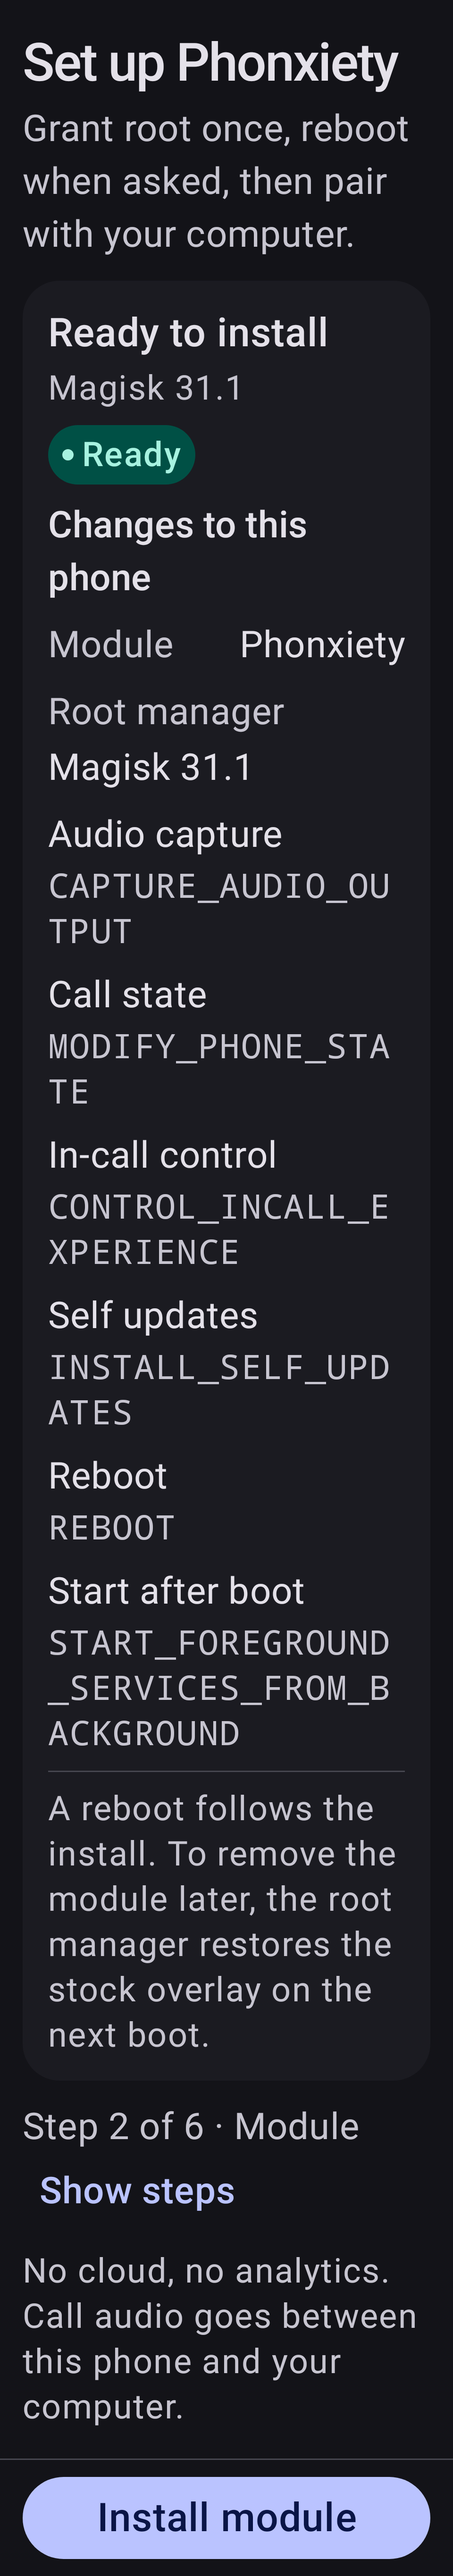 Set up Phonxiety
Grant root once, reboot
when asked, then pair
with your computer.
Ready to install
Magisk 31.1
Ready
Changes to this
phone
Module Phonxiety
Root manager
Magisk 31.1
Audio capture
CAPTURE_AUDIO_OU
TPUT
Call state
MODIFY_PHONE_STA
TE
In-call control
CONTROL_INCALL_E
XPERIENCE
Self updates
INSTALL_SELF_UPD
ATES
Reboot
REBOOT
Start after boot
START_FOREGROUND
_SERVICES_FROM_B
ACKGROUND
A reboot follows the
install. To remove the
module later, the root
manager restores the
stock overlay on the
next boot.
Step 2 of 6 · Module
Show steps
No cloud, no analytics.
Call audio goes between
this phone and your
computer.
Install module